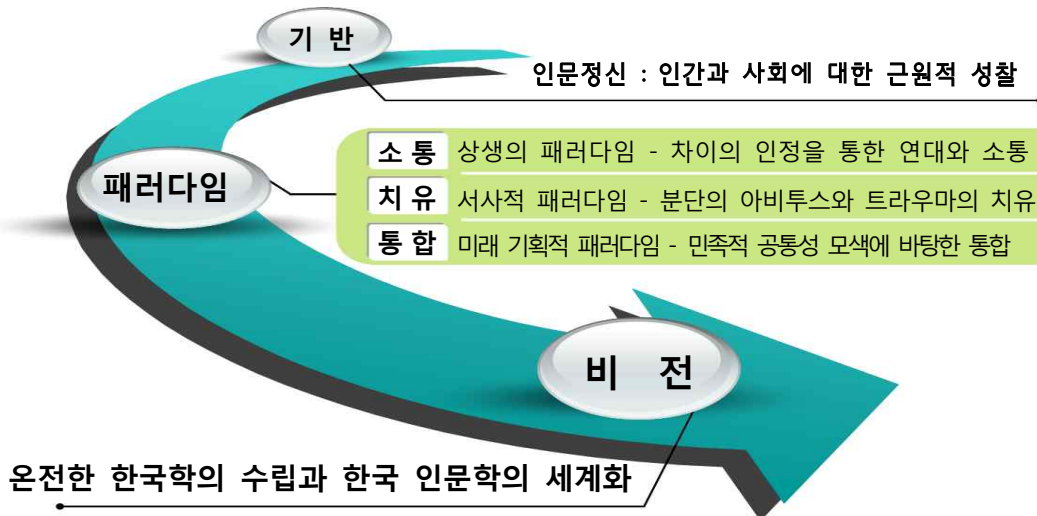 기 반
인문정신 : 인간과 사회에 대한 근원적 성찰
패러다임
소 통 상생의 패러다임 - 차이의 인정을 통한 연대와 소통
치 유 서사적 패러다임 - 분단의 아비투스와 트라우마의 치유
통 합 미래 기획적 패러다임 - 민족적 공통성 모색에 바탕한 통합
비 전
온전한 한국학의 수립과 한국 인문학의 세계화